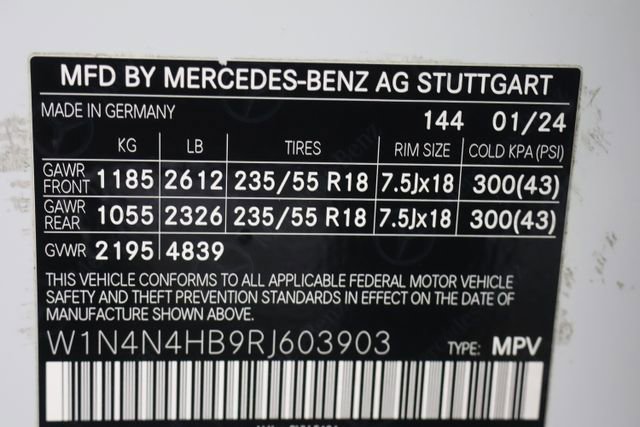 MFD BY MERCEDES-BENZ AG STUTTGART
MADE IN GERMANY 144 01/24
KG LB TIRES RIM SIZE COLD KPA (PSI)
GAWR FRONT 1185 2612 235/55 R18 7.5Jx18 300(43)
GAWR REAR 1055 2326 235/55 R18 7.5Jx18 300(43)
GVWR 2195 4839
THIS VEHICLE CONFORMS TO ALL APPLICABLE FEDERAL MOTOR VEHICLE
SAFETY AND THEFT PREVENTION STANDARDS IN EFFECT ON THE DATE OF
MANUFACTURE SHOWN ABOVE.
W1N4N4HB9RJ603903 TYPE: MPV